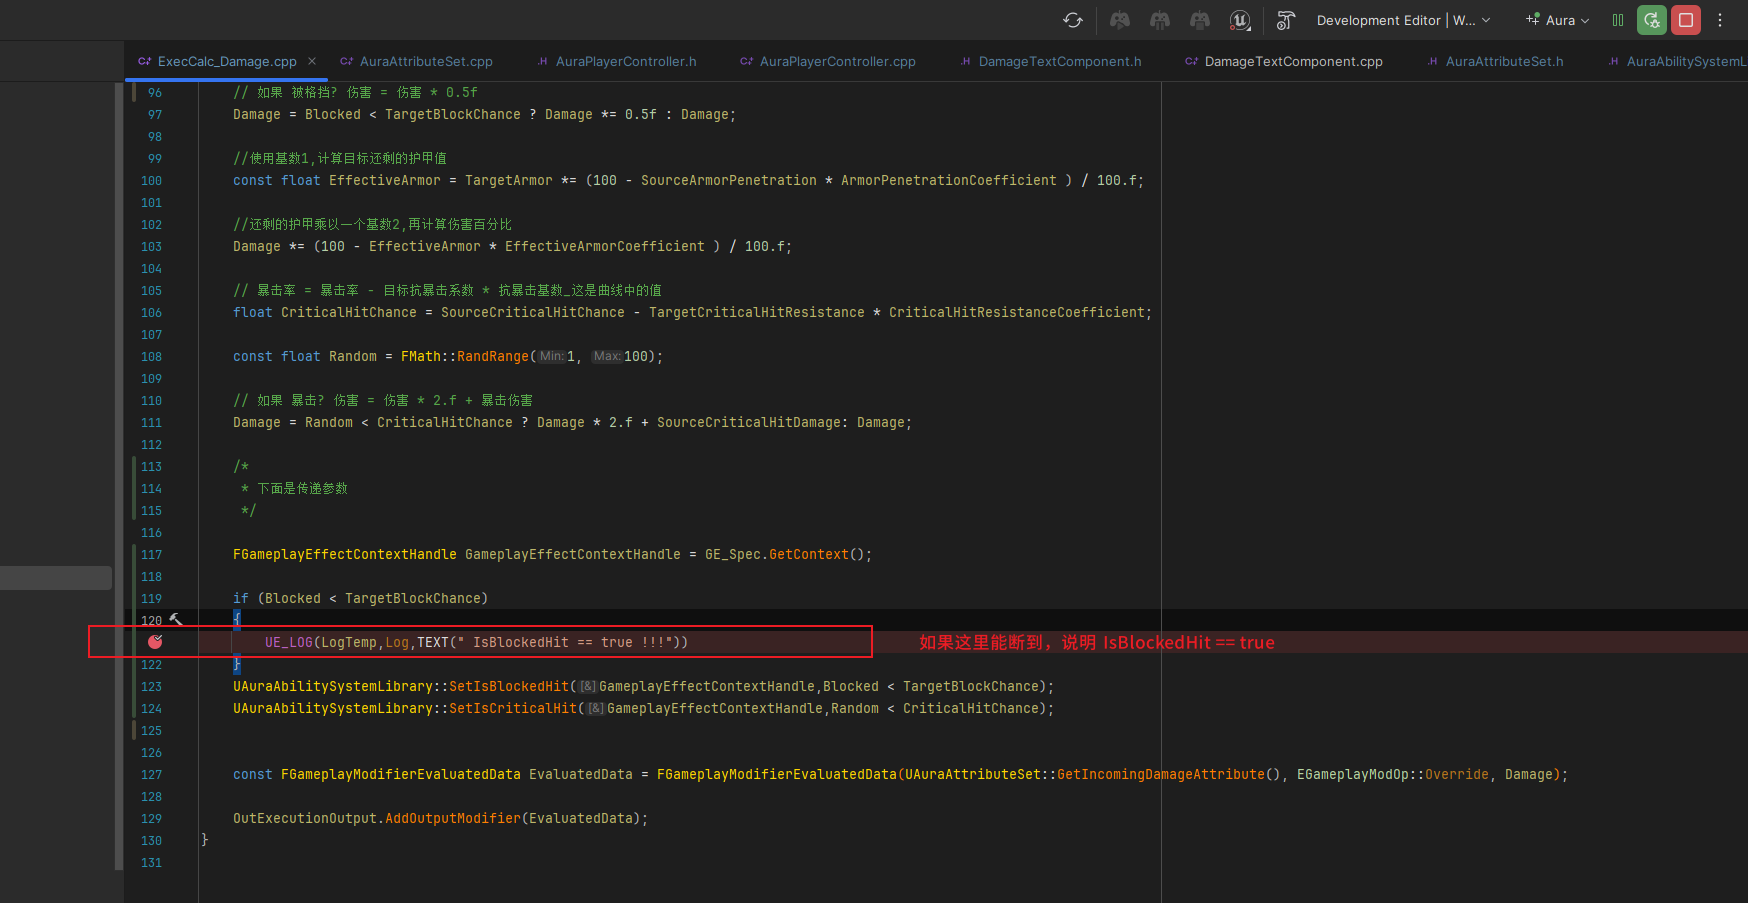 Development Editor | W... Aura
ExecCalc_Damage.cpp AuraAttributeSet.cpp AuraPlayerController.h AuraPlayerController.cpp DamageTextComponent.h DamageTextComponent.cpp AuraAttributeSet.h AuraAbilitySystemL
96 // 如果 被格挡? 伤害 = 伤害 * 0.5f
97 Damage = Blocked < TargetBlockChance ? Damage *= 0.5f : Damage;
98
99 //使用基数1,计算目标还剩的护甲值
100 const float EffectiveArmor = TargetArmor *= (100 - SourceArmorPenetration * ArmorPenetrationCoefficient ) / 100.f;
101
102 //还剩的护甲乘以一个基数2,再计算伤害百分比
103 Damage *= (100 - EffectiveArmor * EffectiveArmorCoefficient ) / 100.f;
104
105 // 暴击率 = 暴击率 - 目标抗暴击系数 * 抗暴击基数_这是曲线中的值
106 float CriticalHitChance = SourceCriticalHitChance - TargetCriticalHitResistance * CriticalHitResistanceCoefficient;
107
108 const float Random = FMath::RandRange(Min:1, Max:100);
109
110 // 如果 暴击? 伤害 = 伤害 * 2.f + 暴击伤害
111 Damage = Random < CriticalHitChance ? Damage * 2.f + SourceCriticalHitDamage: Damage;
112
113 /*
114 * 下面是传递参数
115 */
116
117 FGameplayEffectContextHandle GameplayEffectContextHandle = GE_Spec.GetContext();
118
119 if (Blocked < TargetBlockChance)
120 {
UE_LOG(LogTemp,Log,TEXT(" IsBlockedHit == true !!!")) 如果这里能断到，说明 IsBlockedHit == true
122 }
123 UAuraAbilitySystemLibrary::SetIsBlockedHit([&]GameplayEffectContextHandle,Blocked < TargetBlockChance);
124 UAuraAbilitySystemLibrary::SetIsCriticalHit([&]GameplayEffectContextHandle,Random < CriticalHitChance);
125
126
127 const FGameplayModifierEvaluatedData EvaluatedData = FGameplayModifierEvaluatedData(UAuraAttributeSet::GetIncomingDamageAttribute(), EGameplayModOp::Override, Damage);
128
129 OutExecutionOutput.AddOutputModifier(EvaluatedData);
130 }
131